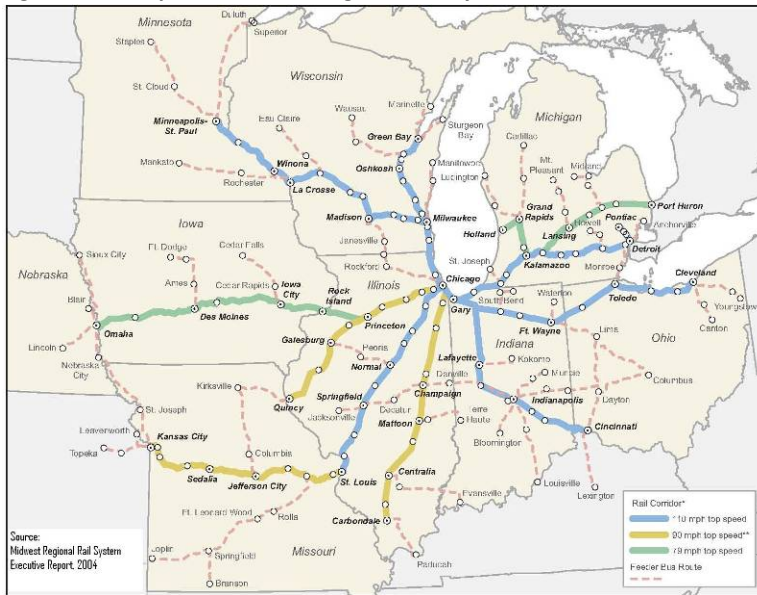 Minnesota
Duluth
Superior
Staples
St. Cloud
Minneapolis-
St. Paul
Mankato
Rochester
Winona
La Crosse
Wisconsin
Eau Claire
Wausau
Marinette
Green Bay
Sturgeon
Bay
Oshkosh
Manitowoc
Ludington
Madison
Milwaukee
Janesville
Rockford
Michigan
Cadillac
Mt.
Pleasant
Midland
Grand
Rapids
Holland
Lansing
Howell
Pontiac
Port Huron
Anchorville
Detroit
Monroe
Kalamazoo
St. Joseph
Iowa
Sioux City
Ft. Dodge
Cedar Falls
Ames
Cedar Rapids
Iowa
City
Rock
Island
Des Moines
Nebraska
Blair
Omaha
Lincoln
Nebraska
City
Illinois
Chicago
Gary
Princeton
Galesburg
Peoria
Normal
Quincy
Springfield
Jacksonville
Decatur
Danville
Champaign
Mattoon
Centralia
Carbondale
Paducah
South Bend
Waterloo
Ft. Wayne
Toledo
Cleveland
Youngstown
Canton
Lima
Ohio
Columbus
Dayton
Indiana
Lafayette
Kokomo
Muncie
Indianapolis
Terre
Haute
Bloomington
Cincinnati
Evansville
Louisville
Lexington
Kirksville
St. Joseph
Leavenworth
Kansas City
Topeka
Columbia
Sedalia
Jefferson City
St. Louis
Ft. Leonard Wood
Rolla
Missouri
Joplin
Springfield
Branson
Source:
Midwest Regional Rail System
Executive Report, 2004
Rail Corridor*
110 mph top speed
90 mph top speed**
79 mph top speed
Feeder Bus Route